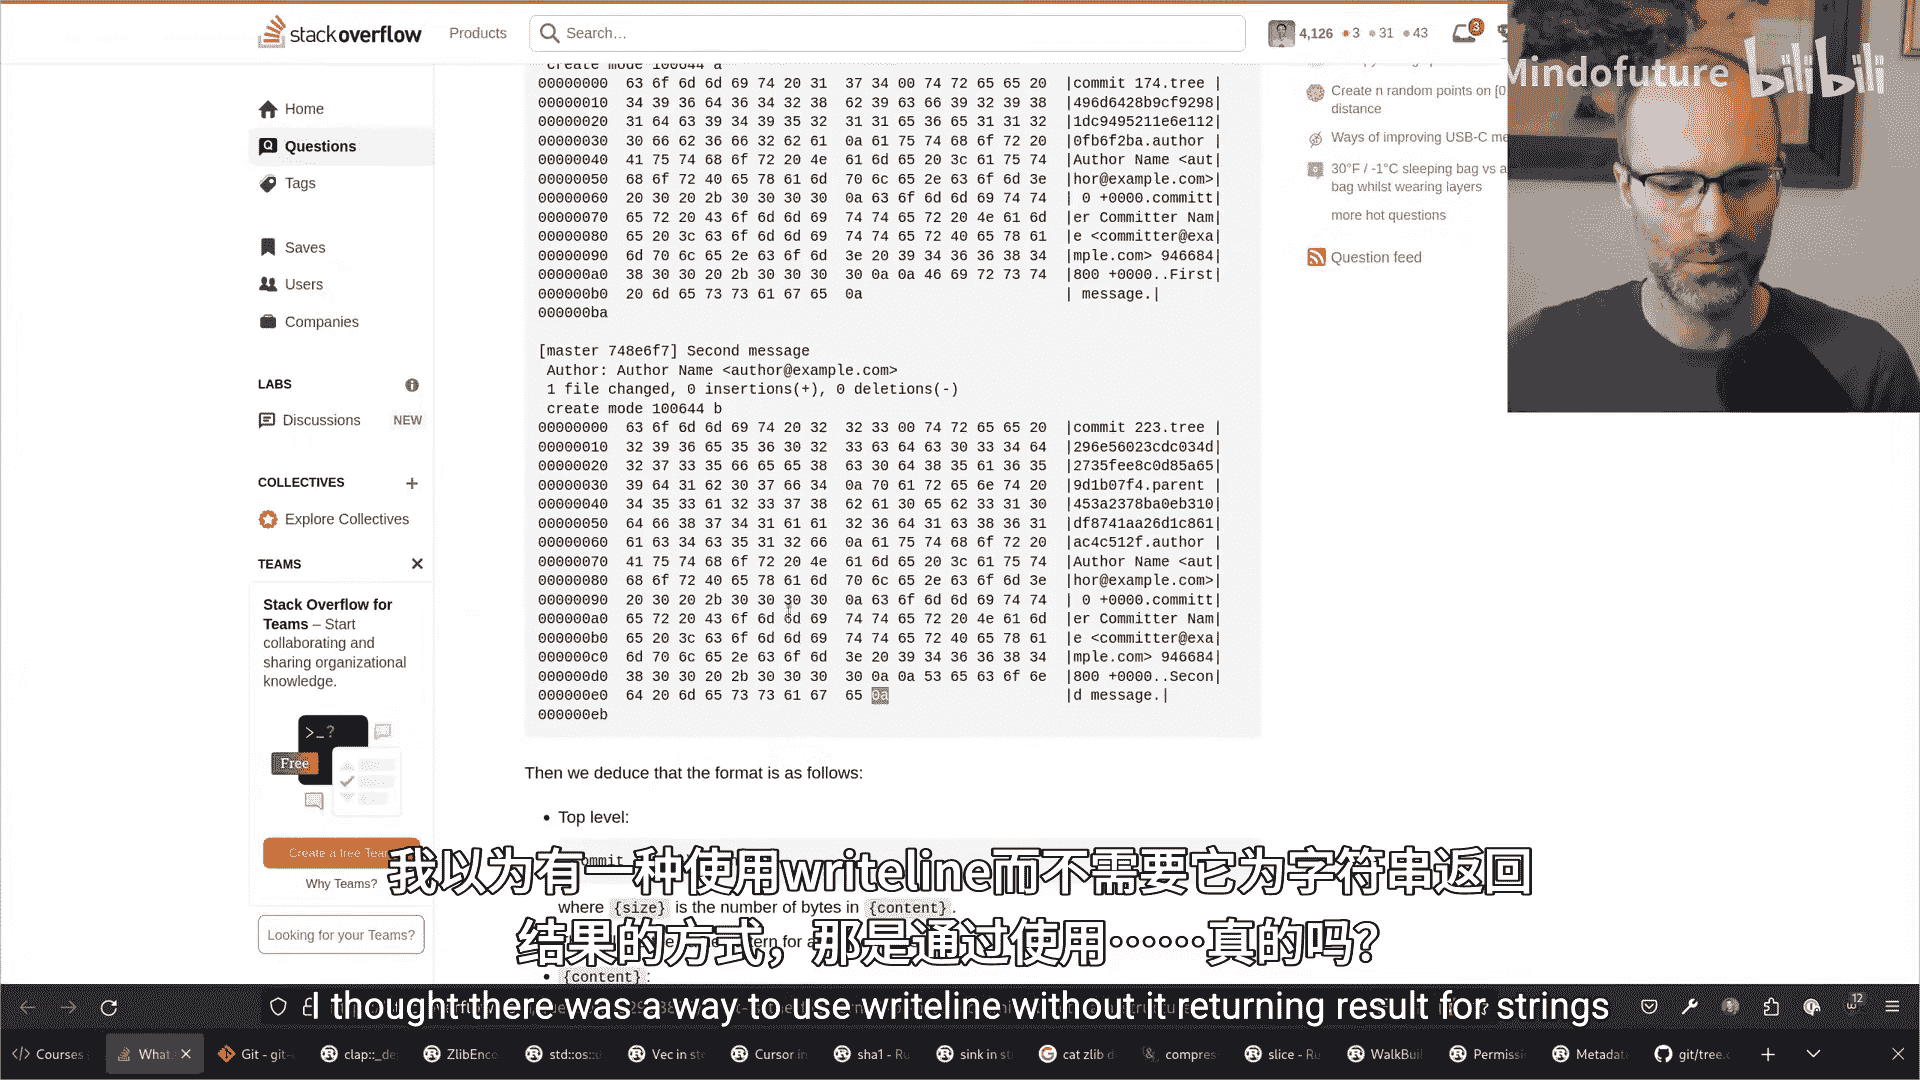 stackoverflow
Products
Search…
4,126 3 31 43
3
Mindofuture bilibili
Home
Questions
Tags
Saves
Users
Companies
LABS
Discussions NEW
COLLECTIVES
Explore Collectives
TEAMS
Stack Overflow for
Teams – Start
collaborating and
sharing organizational
knowledge.
>_?
Free
Create a free Team
Why Teams?
Looking for your Teams?
create mode 100644 a
00000000 63 6f 6d 6d 69 74 20 31 37 34 00 74 72 65 65 20 |commit 174.tree |
00000010 34 39 36 64 36 34 32 38 62 39 63 66 39 32 39 38 |496d6428b9cf9298|
00000020 31 64 63 39 34 39 35 32 31 31 65 36 65 31 31 32 |1dc9495211e6e112|
00000030 30 66 62 36 66 32 62 61 0a 61 75 74 68 6f 72 20 |0fb6f2ba.author |
00000040 41 75 74 68 6f 72 20 4e 61 6d 65 20 3c 61 75 74 |Author Name <aut|
00000050 68 6f 72 40 65 78 61 6d 70 6c 65 2e 63 6f 6d 3e |hor@example.com>|
00000060 20 30 20 2b 30 30 30 30 0a 63 6f 6d 6d 69 74 74 | 0 +0000.committ|
00000070 65 72 20 43 6f 6d 6d 69 74 74 65 72 20 4e 61 6d |er Committer Nam|
00000080 65 20 3c 63 6f 6d 6d 69 74 74 65 72 40 65 78 61 |e <committer@exa|
00000090 6d 70 6c 65 2e 63 6f 6d 3e 20 39 34 36 36 38 34 |mple.com> 946684|
000000a0 38 30 30 20 2b 30 30 30 30 0a 0a 46 69 72 73 74 |800 +0000..First|
000000b0 20 6d 65 73 73 61 67 65 0a | message.|
000000ba
[master 748e6f7] Second message
Author: Author Name <author@example.com>
1 file changed, 0 insertions(+), 0 deletions(-)
create mode 100644 b
00000000 63 6f 6d 6d 69 74 20 32 32 33 00 74 72 65 65 20 |commit 223.tree |
00000010 32 39 36 65 35 36 30 32 33 63 64 63 30 33 34 64 |296e56023cdc034d|
00000020 32 37 33 35 66 65 65 38 63 30 64 38 35 61 36 35 |2735fee8c0d85a65|
00000030 39 64 31 62 30 37 66 34 0a 70 61 72 65 6e 74 20 |9d1b07f4.parent |
00000040 34 35 33 61 32 33 37 38 62 61 30 65 62 33 31 30 |453a2378ba0eb310|
00000050 64 66 38 37 34 31 61 61 32 36 64 31 63 38 36 31 |df8741aa26d1c861|
00000060 61 63 34 63 35 31 32 66 0a 61 75 74 68 6f 72 20 |ac4c512f.author |
00000070 41 75 74 68 6f 72 20 4e 61 6d 65 20 3c 61 75 74 |Author Name <aut|
00000080 68 6f 72 40 65 78 61 6d 70 6c 65 2e 63 6f 6d 3e |hor@example.com>|
00000090 20 30 20 2b 30 30 30 30 0a 63 6f 6d 6d 69 74 74 | 0 +0000.committ|
000000a0 65 72 20 43 6f 6d 6d 69 74 74 65 72 20 4e 61 6d |er Committer Nam|
000000b0 65 20 3c 63 6f 6d 6d 69 74 74 65 72 40 65 78 61 |e <committer@exa|
000000c0 6d 70 6c 65 2e 63 6f 6d 3e 20 39 34 36 36 38 34 |mple.com> 946684|
000000d0 38 30 30 20 2b 30 30 30 30 0a 0a 53 65 63 6f 6e |800 +0000..Secon|
000000e0 64 20 6d 65 73 73 61 67 65 0a |d message.|
000000eb
Then we deduce that the format is as follows:
• Top level:
where {size} is the number of bytes in {content}.
• {content}:
Create n random points on [0
distance
Ways of improving USB-C me
30°F / -1°C sleeping bag vs a
bag whilst wearing layers
more hot questions
Question feed
我以为有一种使用writeline而不需要它为字符串返回
结果的方式，那是通过使用……真的吗？
I thought there was a way to use writeline without it returning result for strings
12
Courses What Git - git- clap::_de ZlibEnc std::os:: Vec in st Cursor in sha1 - Ru sink in st cat zlib d compres slice - Ru WalkBui Permiss Metadat git/tree.c